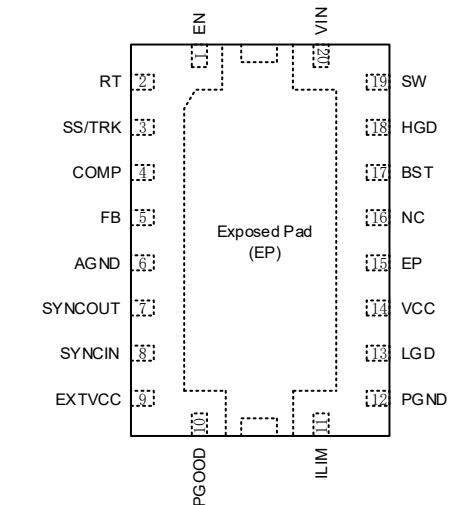 EN
VIN
1
20
RT 2
19 SW
SS/TRK 3
18 HGD
COMP 4
17 BST
FB 5
16 NC
Exposed Pad
(EP)
AGND 6
15 EP
SYNCOUT 7
14 VCC
SYNCIN 8
13 LGD
EXTVCC 9
12 PGND
10
11
PGOOD
ILIM